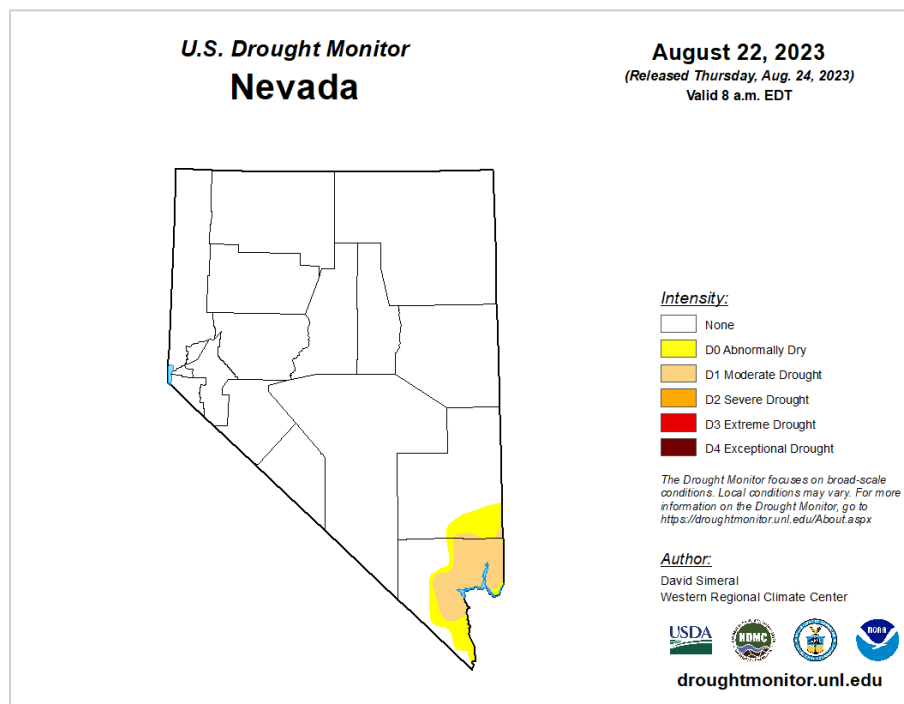 U.S. Drought Monitor
Nevada
August 22, 2023
(Released Thursday, Aug. 24, 2023)
Valid 8 a.m. EDT
Intensity:
None
D0 Abnormally Dry
D1 Moderate Drought
D2 Severe Drought
D3 Extreme Drought
D4 Exceptional Drought
The Drought Monitor focuses on broad-scale
conditions. Local conditions may vary. For more
information on the Drought Monitor, go to
https://droughtmonitor.unl.edu/About.aspx
Author:
David Simeral
Western Regional Climate Center
USDA
NDMC
NOAA
droughtmonitor.unl.edu